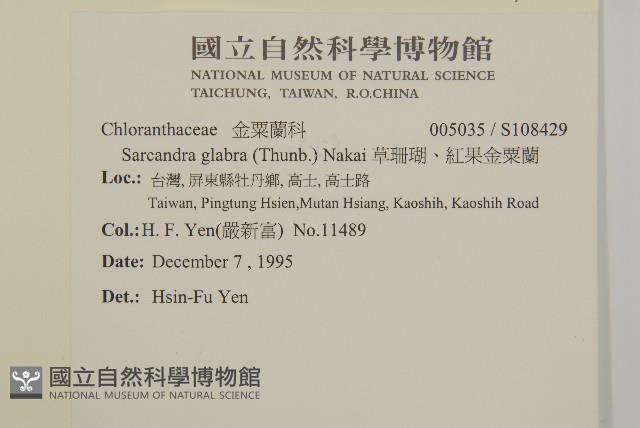 國立自然科學博物館
NATIONAL MUSEUM OF NATURAL SCIENCE
TAICHUNG, TAIWAN, R.O.CHINA
Chloranthaceae 金粟蘭科 005035 / S108429
Sarcandra glabra (Thunb.) Nakai 草珊瑚、紅果金粟蘭
Loc.: 台灣, 屏東縣牡丹鄉, 高士, 高士路
Taiwan, Pingtung Hsien,Mutan Hsiang, Kaoshih, Kaoshih Road
Col.:H. F. Yen(嚴新富) No.11489
Date: December 7 , 1995
Det.: Hsin-Fu Yen
國立自然科學博物館
NATIONAL MUSEUM OF NATURAL SCIENCE